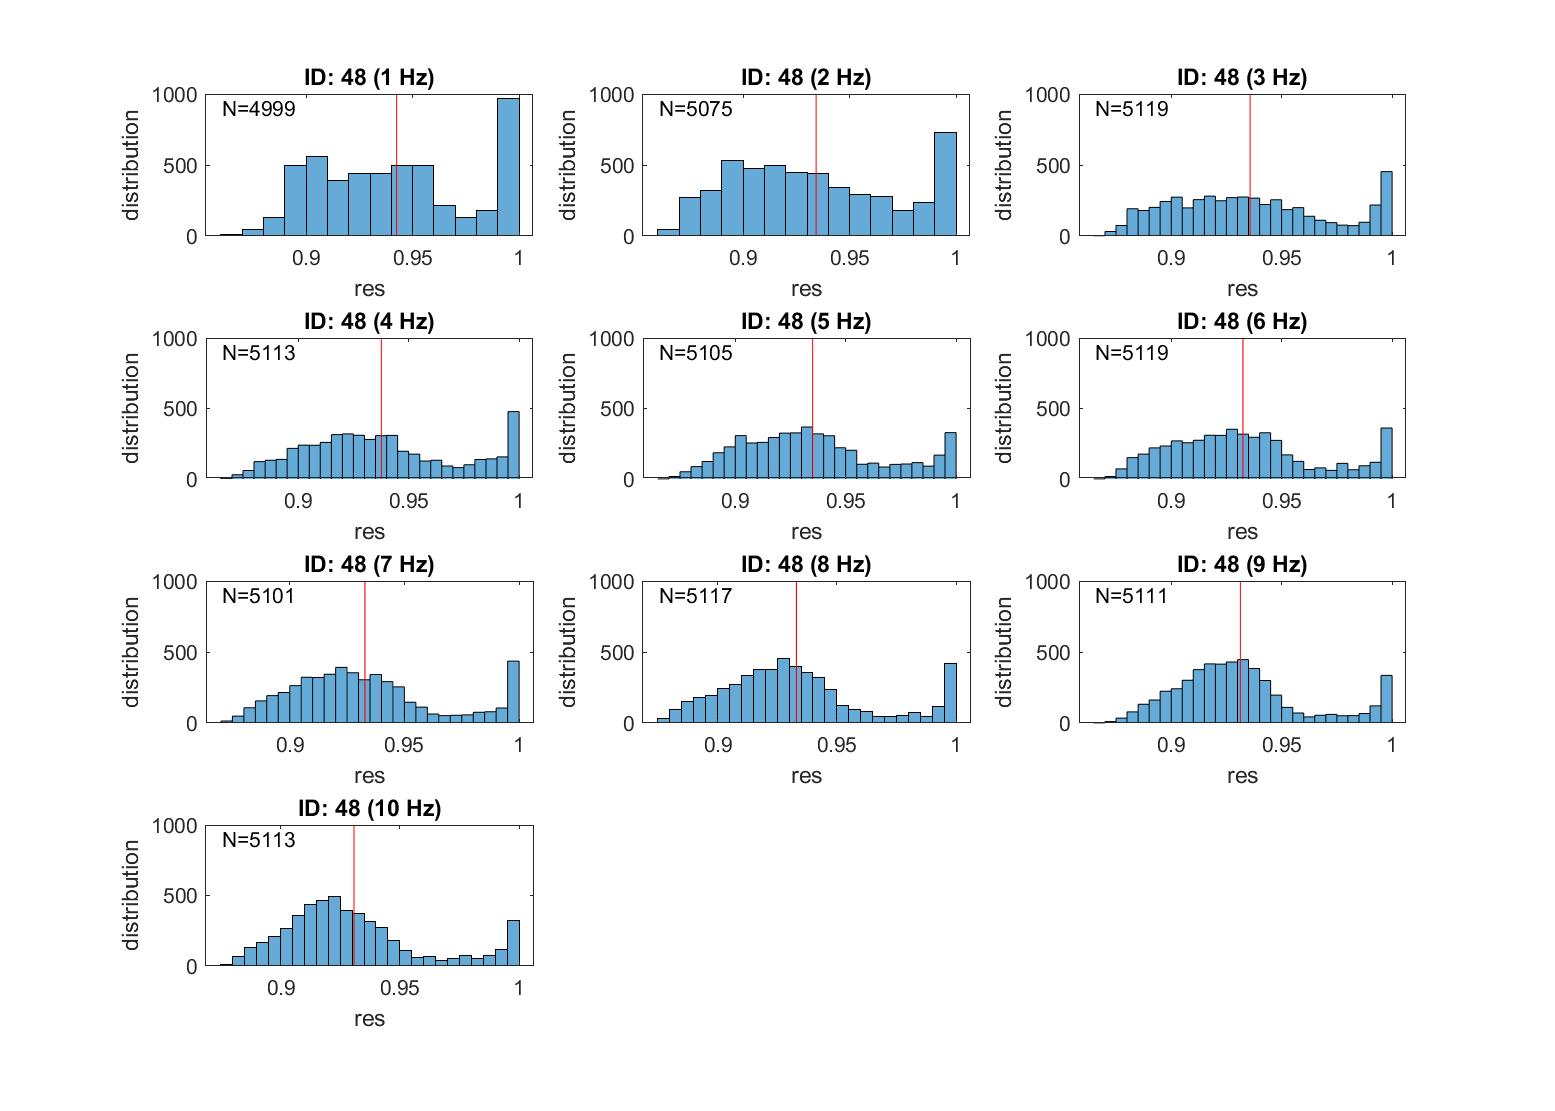 ID: 48 (1 Hz)
N=4999
distribution
1000
500
0
0.9 0.95 1
res
ID: 48 (2 Hz)
N=5075
distribution
1000
500
0
0.9 0.95 1
res
ID: 48 (3 Hz)
N=5119
distribution
1000
500
0
0.9 0.95 1
res
ID: 48 (4 Hz)
N=5113
distribution
1000
500
0
0.9 0.95 1
res
ID: 48 (5 Hz)
N=5105
distribution
1000
500
0
0.9 0.95 1
res
ID: 48 (6 Hz)
N=5119
distribution
1000
500
0
0.9 0.95 1
res
ID: 48 (7 Hz)
N=5101
distribution
1000
500
0
0.9 0.95 1
res
ID: 48 (8 Hz)
N=5117
distribution
1000
500
0
0.9 0.95 1
res
ID: 48 (9 Hz)
N=5111
distribution
1000
500
0
0.9 0.95 1
res
ID: 48 (10 Hz)
N=5113
distribution
1000
500
0
0.9 0.95 1
res